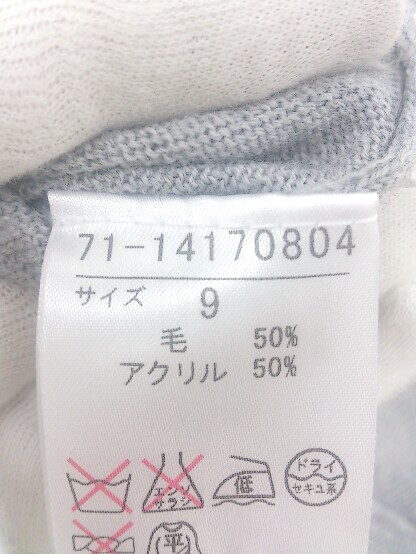 71-14170804
サイズ 9
毛 50%
アクリル 50%
エンソ
サラシ
低
ドライ
セキユ系
平